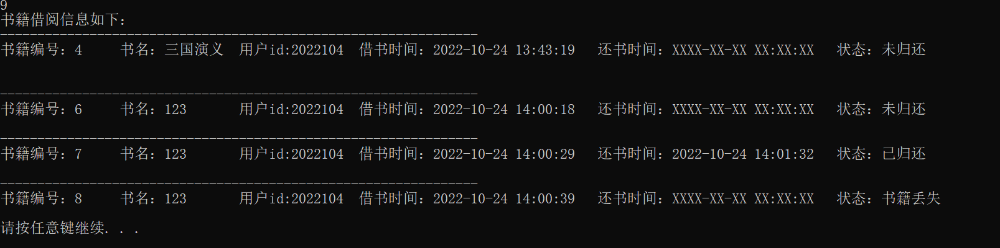 9
书籍借阅信息如下：
________________________________________________________________
书籍编号：4     书名：三国演义  用户id:2022104  借书时间：2022-10-24 13:43:19   还书时间：XXXX-XX-XX XX:XX:XX   状态：未归还
________________________________________________________________
书籍编号：6     书名：123       用户id:2022104  借书时间：2022-10-24 14:00:18   还书时间：XXXX-XX-XX XX:XX:XX   状态：未归还
________________________________________________________________
书籍编号：7     书名：123       用户id:2022104  借书时间：2022-10-24 14:00:29   还书时间：2022-10-24 14:01:32   状态：已归还
________________________________________________________________
书籍编号：8     书名：123       用户id:2022104  借书时间：2022-10-24 14:00:39   还书时间：XXXX-XX-XX XX:XX:XX   状态：书籍丢失
请按任意键继续. . .